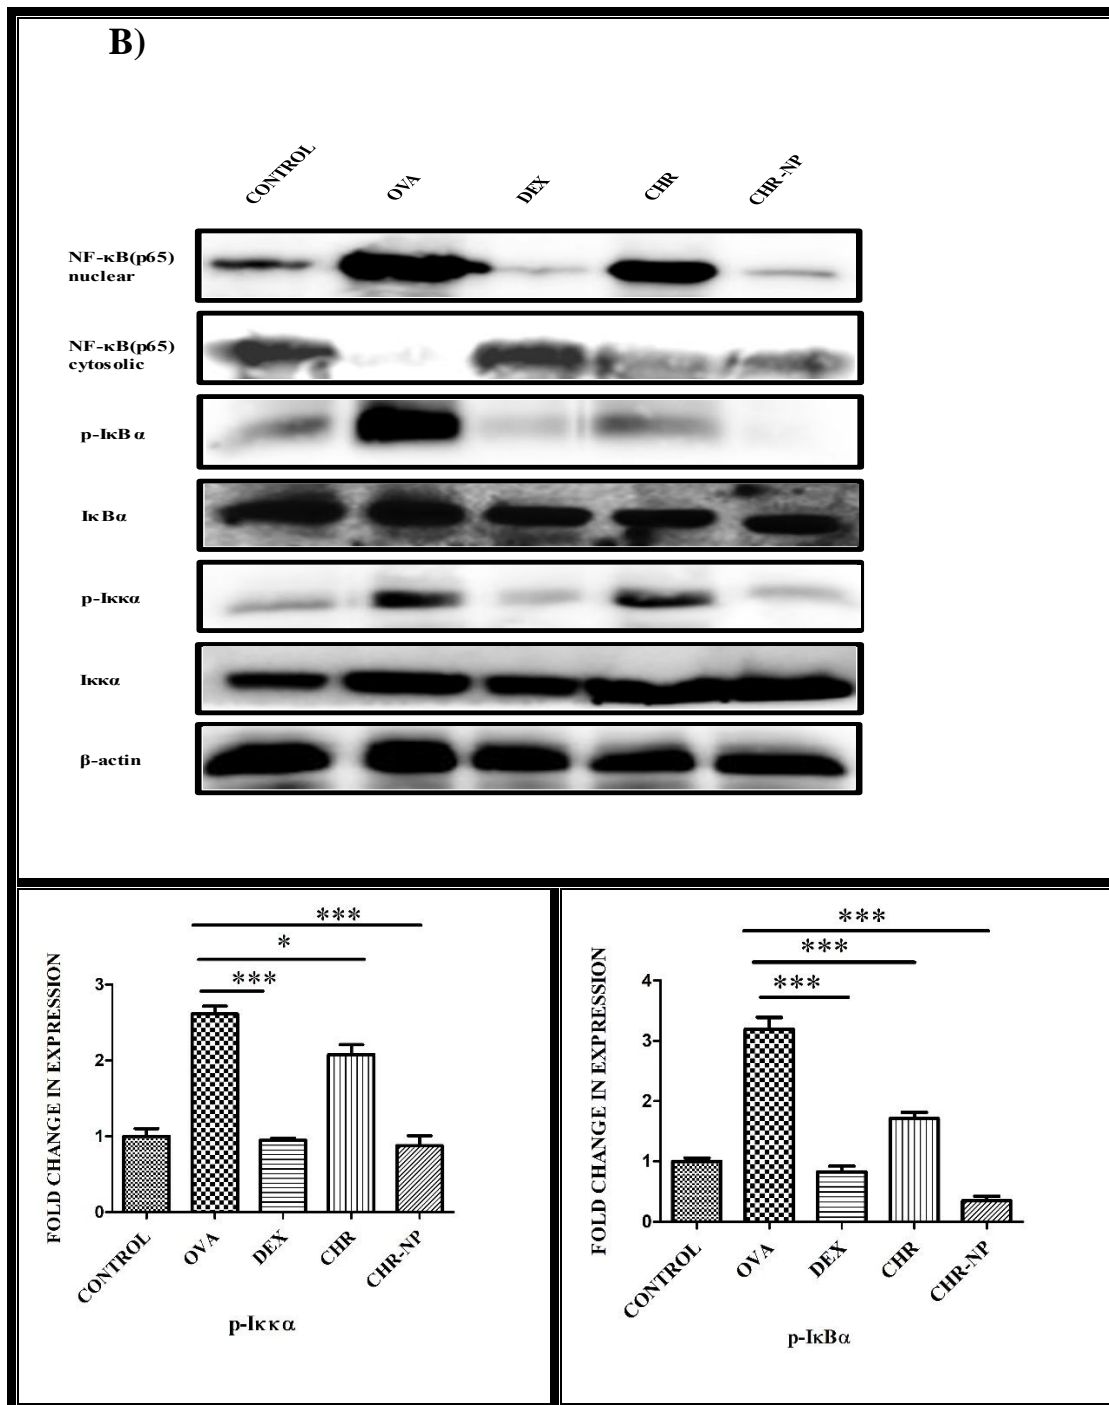 B)
CONTROL
OVA
DEX
CHR
CHR-NP
NF-κB(p65)
nuclear
NF-κB(p65)
cytosolic
p-IκBα
IκBα
p-Iκκα
Iκκα
β-actin
***
*
***
FOLD CHANGE IN EXPRESSION
3
2
1
0
CONTROL
OVA
DEX
CHR
CHR-NP
p-Iκκα
***
***
***
FOLD CHANGE IN EXPRESSION
4
3
2
1
0
CONTROL
OVA
DEX
CHR
CHR-NP
p-IκBα